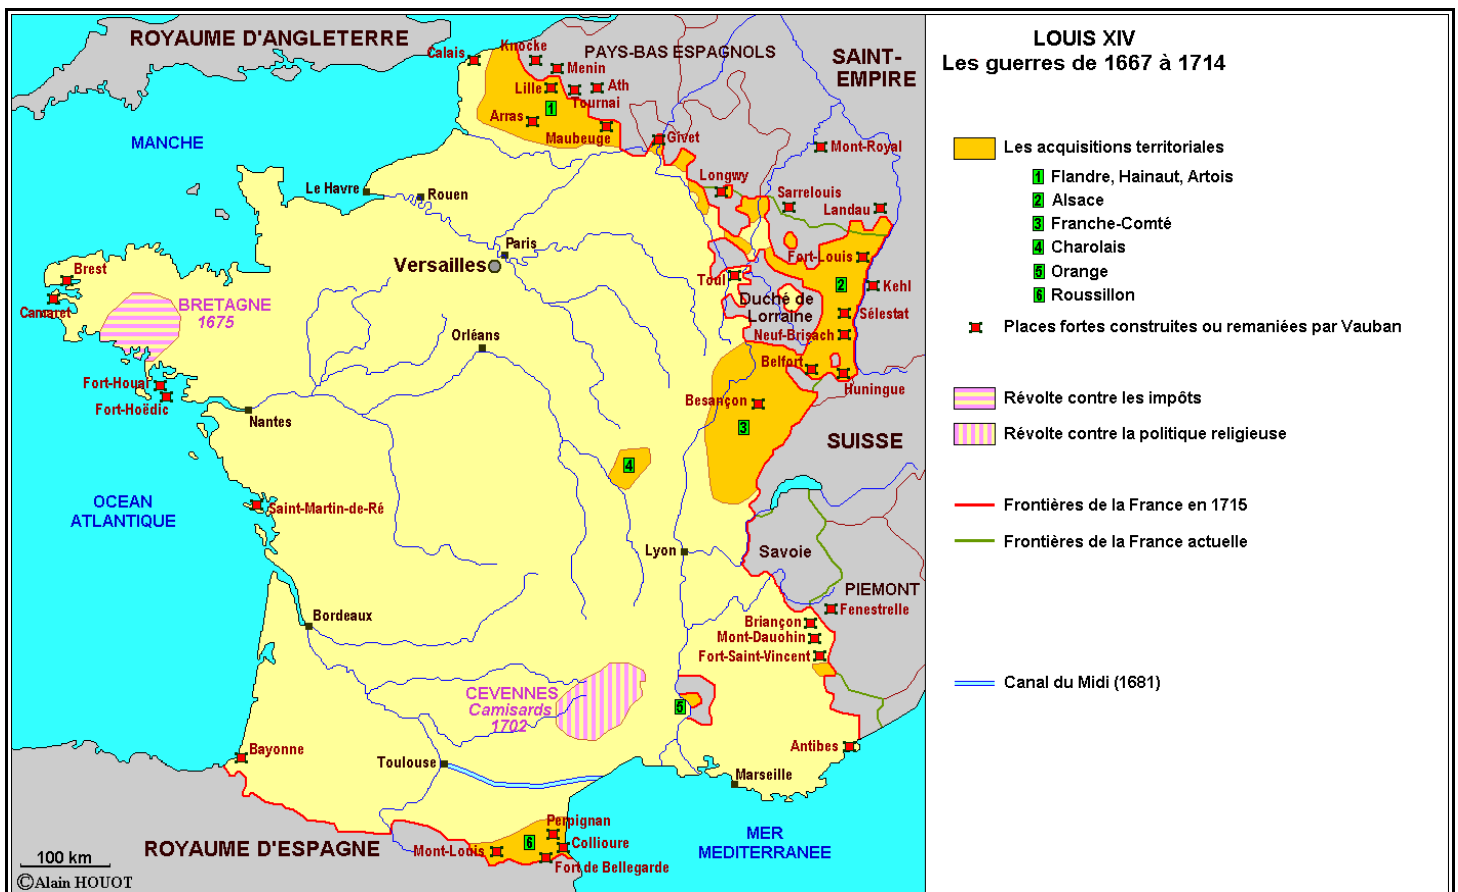 ROYAUME D'ANGLETERRE
Calais
Knocke
PAYS-BAS ESPAGNOLS
SAINT-
EMPIRE
Menin
Lille
Ath
Tournai
1
Arras
Maubeuge
Givet
MANCHE
Mont-Royal
Le Havre
Rouen
Longwy
Sarrelouis
Landau
Paris
Versailles
Fort-Louis
Brest
Toul
2
Kehl
Camaret
BRETAGNE
1675
Duché de
Lorraine
Sélestat
Orléans
Neuf-Brisach
Belfort
Fort-Houat
Huningue
Fort-Hoëdic
Besançon
Nantes
3
SUISSE
4
OCEAN
ATLANTIQUE
Saint-Martin-de-Ré
Lyon
Savoie
PIEMONT
Fenestrelle
Bordeaux
Briançon
Mont-Dauohin
Fort-Saint-Vincent
CEVENNES
Camisards
1702
5
Bayonne
Toulouse
Antibes
Marseille
Perpignan
6
Collioure
MER
MEDITERRANEE
ROYAUME D'ESPAGNE
Mont-Louis
Fort de Bellegarde
100 km
©Alain HOUOT
LOUIS XIV
Les guerres de 1667 à 1714
Les acquisitions territoriales
1 Flandre, Hainaut, Artois
2 Alsace
3 Franche-Comté
4 Charolais
5 Orange
6 Roussillon
Places fortes construites ou remaniées par Vauban
Révolte contre les impôts
Révolte contre la politique religieuse
Frontières de la France en 1715
Frontières de la France actuelle
Canal du Midi (1681)